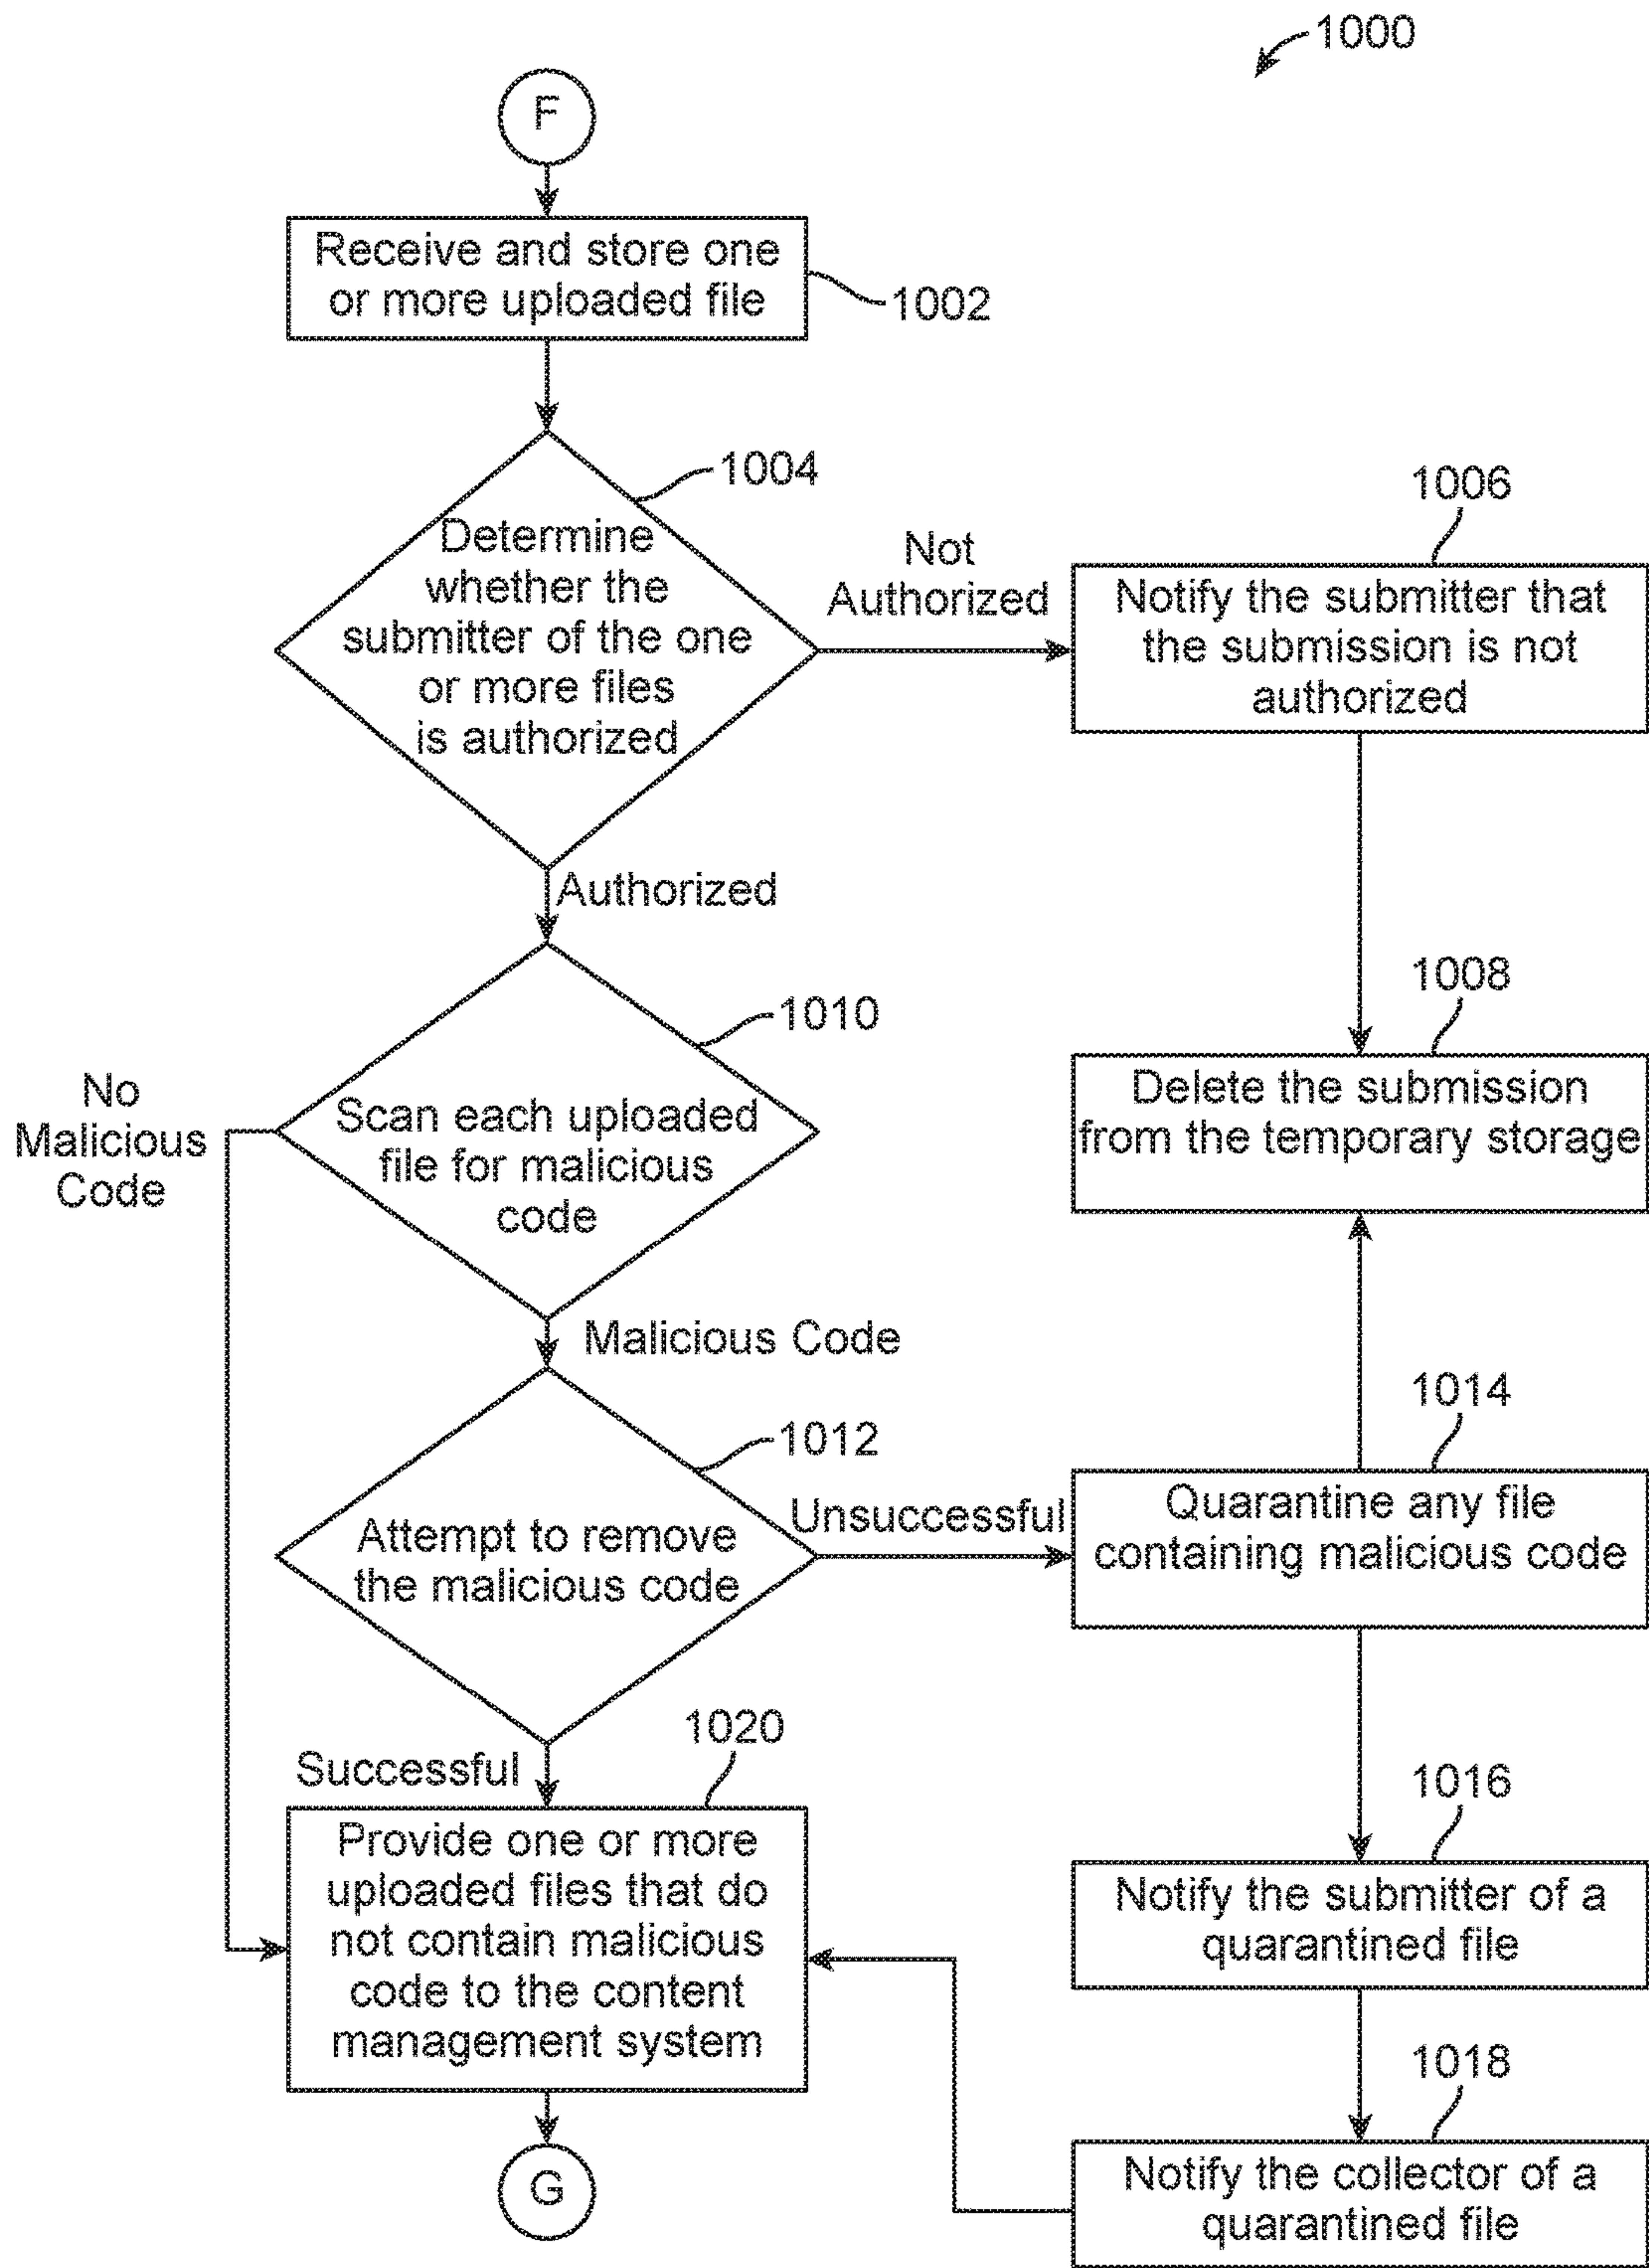 1000
F
Receive and store one
or more uploaded file
1002
1004
Determine
whether the
submitter of the one
or more files
is authorized
Not
Authorized
1006
Notify the submitter that
the submission is not
authorized
Authorized
1008
Delete the submission
from the temporary storage
1010
Scan each uploaded
file for malicious
code
No
Malicious
Code
Malicious Code
1012
Attempt to remove
the malicious code
Unsuccessful
1014
Quarantine any file
containing malicious code
Successful
1016
Notify the submitter of a
quarantined file
1018
Notify the collector of a
quarantined file
1020
Provide one or more
uploaded files that do
not contain malicious
code to the content
management system
G